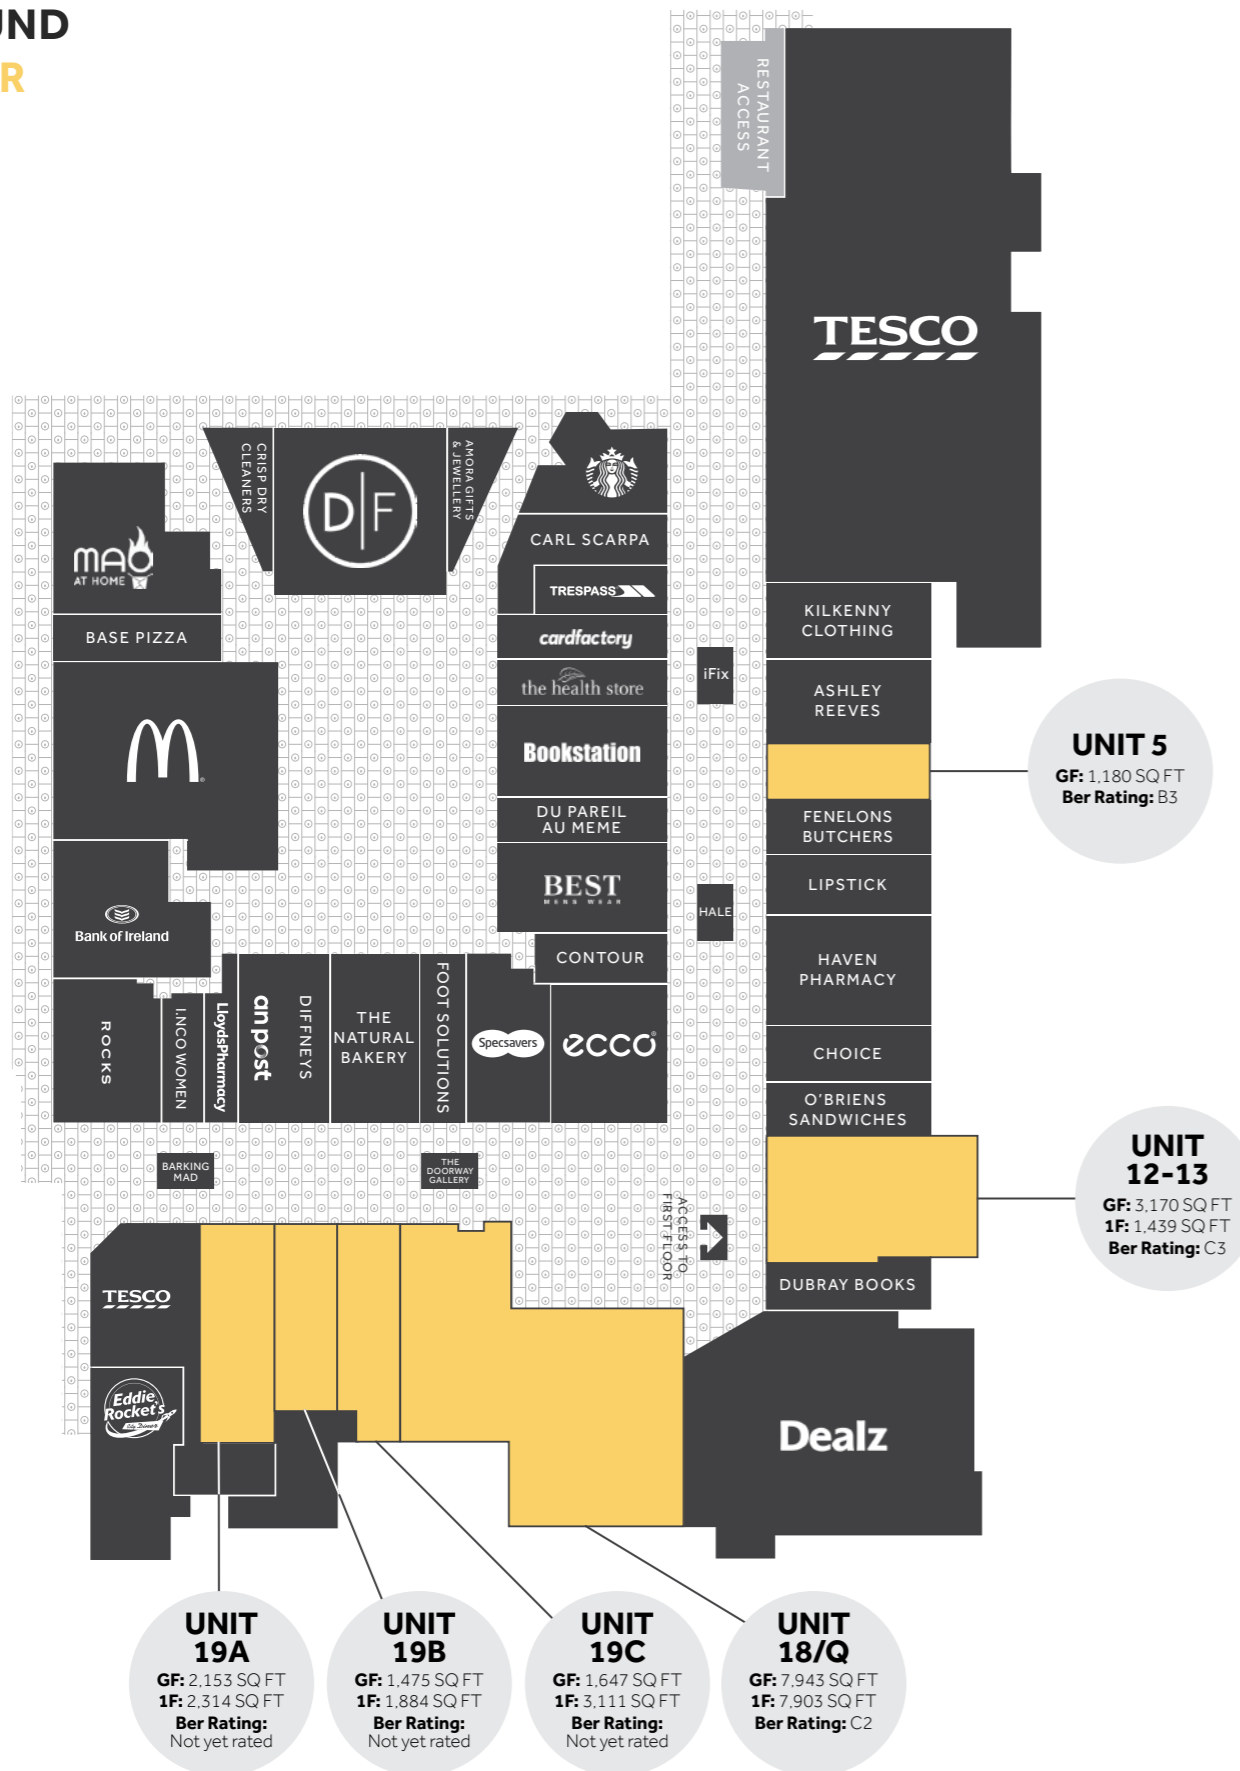 UND
R
RESTAURANT
ACCESS
TESCO
CRISP DRY
CLEANERS
D|F
AMORA GIFTS
& JEWELLERY
MAO
AT HOME
BASE PIZZA
M
Bank of Ireland
CARL SCARPA
TRESPASS
cardfactory
the health store
Bookstation
DU PAREIL
AU MEME
BEST
MENS WEAR
CONTOUR
iFix
HALE
KILKENNY
CLOTHING
ASHLEY
REEVES
UNIT 5
GF: 1,180 SQ FT
Ber Rating: B3
FENELONS
BUTCHERS
LIPSTICK
HAVEN
PHARMACY
CHOICE
O'BRIENS
SANDWICHES
ROCKS
I.NCO WOMEN
LloydsPharmacy
an post
DIFFNEYS
THE
NATURAL
BAKERY
FOOT SOLUTIONS
Specsavers
ecco®
BARKING
MAD
THE
DOORWAY
GALLERY
ACCESS TO
FIRST FLOOR
UNIT
12-13
GF: 3,170 SQ FT
1F: 1,439 SQ FT
Ber Rating: C3
DUBRAY BOOKS
TESCO
Eddie
Rocket's
City Diner
Dealz
UNIT
19A
GF: 2,153 SQ FT
1F: 2,314 SQ FT
Ber Rating:
Not yet rated
UNIT
19B
GF: 1,475 SQ FT
1F: 1,884 SQ FT
Ber Rating:
Not yet rated
UNIT
19C
GF: 1,647 SQ FT
1F: 3,111 SQ FT
Ber Rating:
Not yet rated
UNIT
18/Q
GF: 7,943 SQ FT
1F: 7,903 SQ FT
Ber Rating: C2